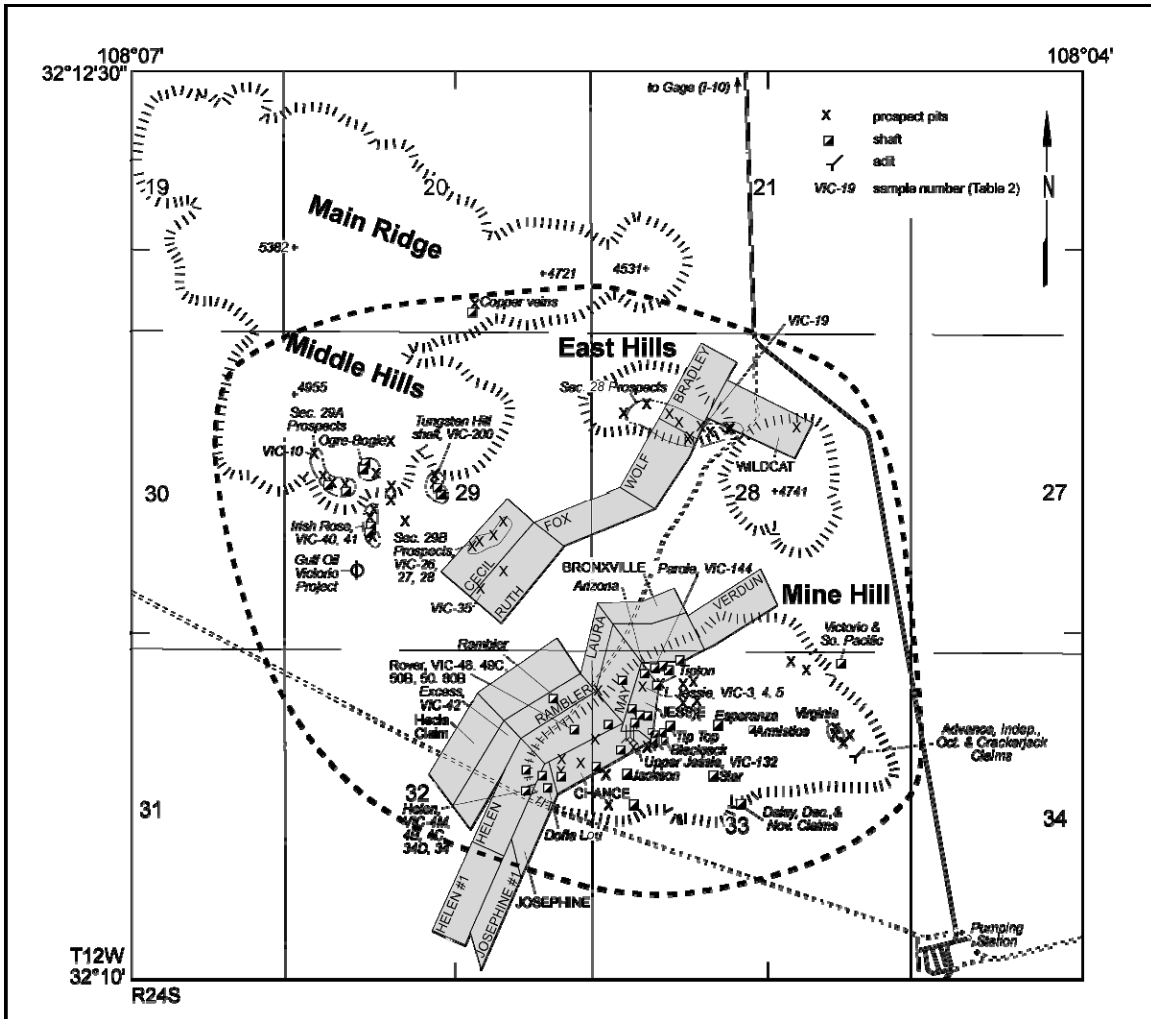 108°07'
108°04'
32°12'30"
to Gage (I-10)
x prospect pits
shaft
adit
VIC-19 sample number (Table 2)
N
19
20
21
Main Ridge
5382+
+4721
4531+
Copper veins
VIC-19
Middle Hills
East Hills
BRADLEY
+4955
Sec. 28 Prospects
Sec. 29A
Prospects
Tungsten Hill
shaft, VIC-200
Ogre-Bogle
VIC-10
WOLF
WILDCAT
30
29
28
+4741
27
FOX
Irish Rose,
VIC-40, 41
Sec. 29B
Prospects,
VIC-26,
27, 28
Gulf Oil
Victorio
Project
CECIL
RUTH
VIC-35
BRONXVILLE
Arizona
Parole, VIC-144
VERDUN
Mine Hill
LAURA
Victorio &
So. Pacific
Rambler
Rover, VIC-48, 49C,
50B, 50, 80B
Excess,
VIC-42
Hecla
Claim
RAMBLER
MAY
Tipton
L. Jessie, VIC-3, 4, 5
JESSIE
Esperanza
Armistice
Virginia
Tip Top
Blackjack
Upper Jessie, VIC-132
Advance, Indep.,
Oct. & Crackerjack
Claims
Jackson
Star
CHANCE
31
32
33
34
Helen,
VIC-4M,
4B, 4C,
34D, 34
HELEN
Dolls Lou
Daisy, Dec., &
Nov. Claims
HELEN #1
JOSEPHINE #1
JOSEPHINE
Pumping
Station
T12W
32°10'
R24S